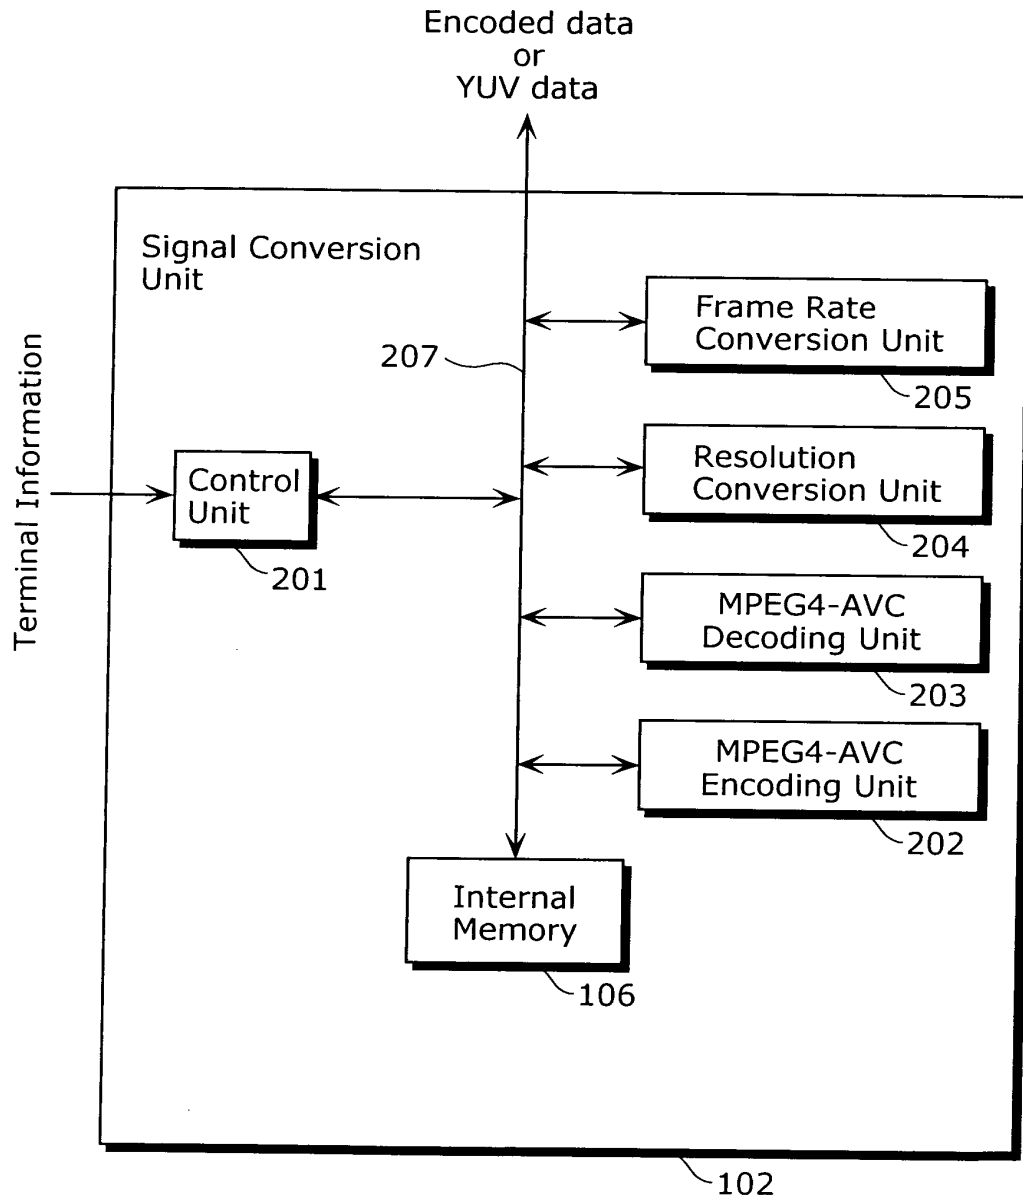 Encoded data
or
YUV data
Signal Conversion
Unit
Frame Rate
Conversion Unit
207
205
Terminal Information
Control
Unit
201
Resolution
Conversion Unit
204
MPEG4-AVC
Decoding Unit
203
MPEG4-AVC
Encoding Unit
202
Internal
Memory
106
102